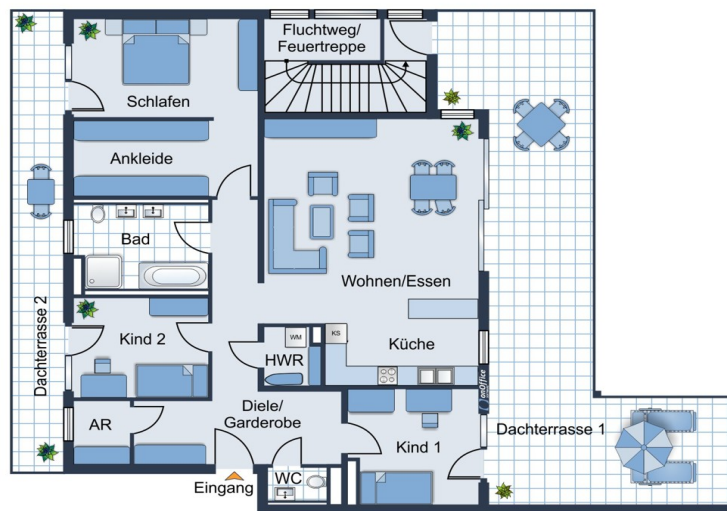 Fluchtweg/
Feuertreppe
Schlafen
Ankleide
Bad
Wohnen/Essen
Dachterrasse 2
Kind 2
WM
HWR
KS
Küche
onOffice
Diele/
Garderobe
AR
Kind 1
Dachterrasse 1
WC
Eingang